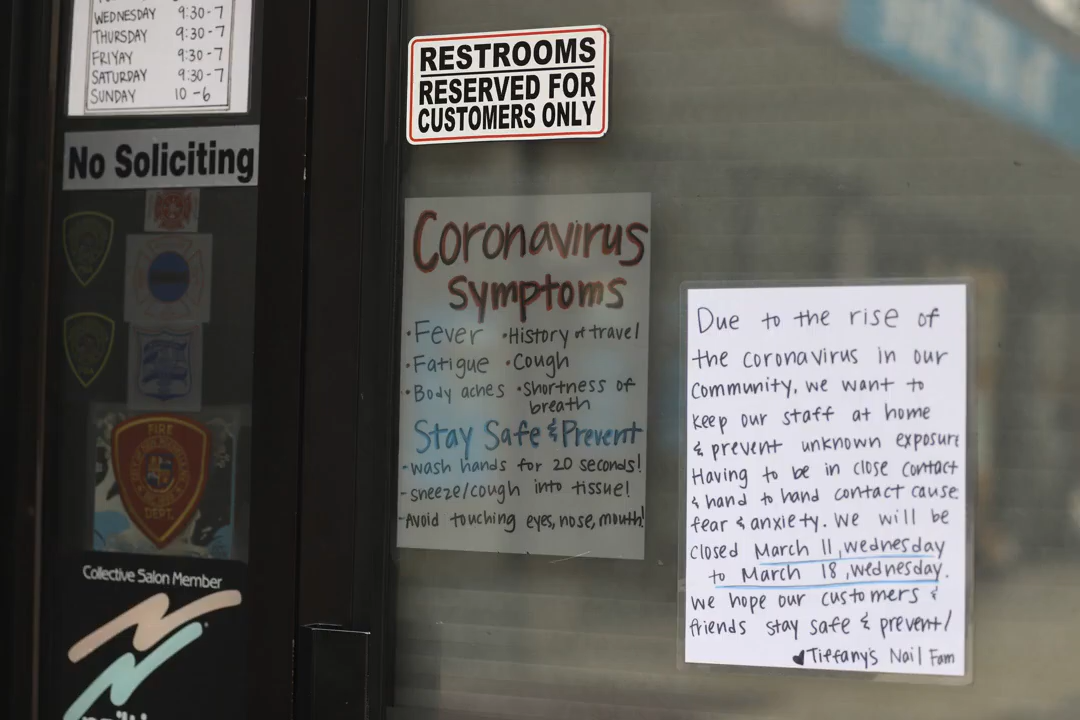 WEDNESDAY 9:30-7
THURSDAY 9:30-7
FRIYAY 9:30-7
SATURDAY 9:30-7
SUNDAY 10-6
No Soliciting
FIRE
DEPT.
Collective Salon Member
RESTROOMS
RESERVED FOR
CUSTOMERS ONLY
Coronavirus
Symptoms
•Fever •History of travel
•Fatigue •Cough
•Body aches •Shortness of
breath
Stay Safe & Prevent
-wash hands for 20 seconds!
-sneeze/cough into tissue!
-Avoid touching eyes, nose, mouth!
Due to the rise of
the coronavirus in our
community, we want to
keep our staff at home
& prevent unknown exposure
Having to be in close contact
& hand to hand contact cause
fear & anxiety. We will be
closed March 11, wednesday
to March 18, wednesday.
we hope our customers &
friends stay safe & prevent!
♥Tiffany's Nail Fam